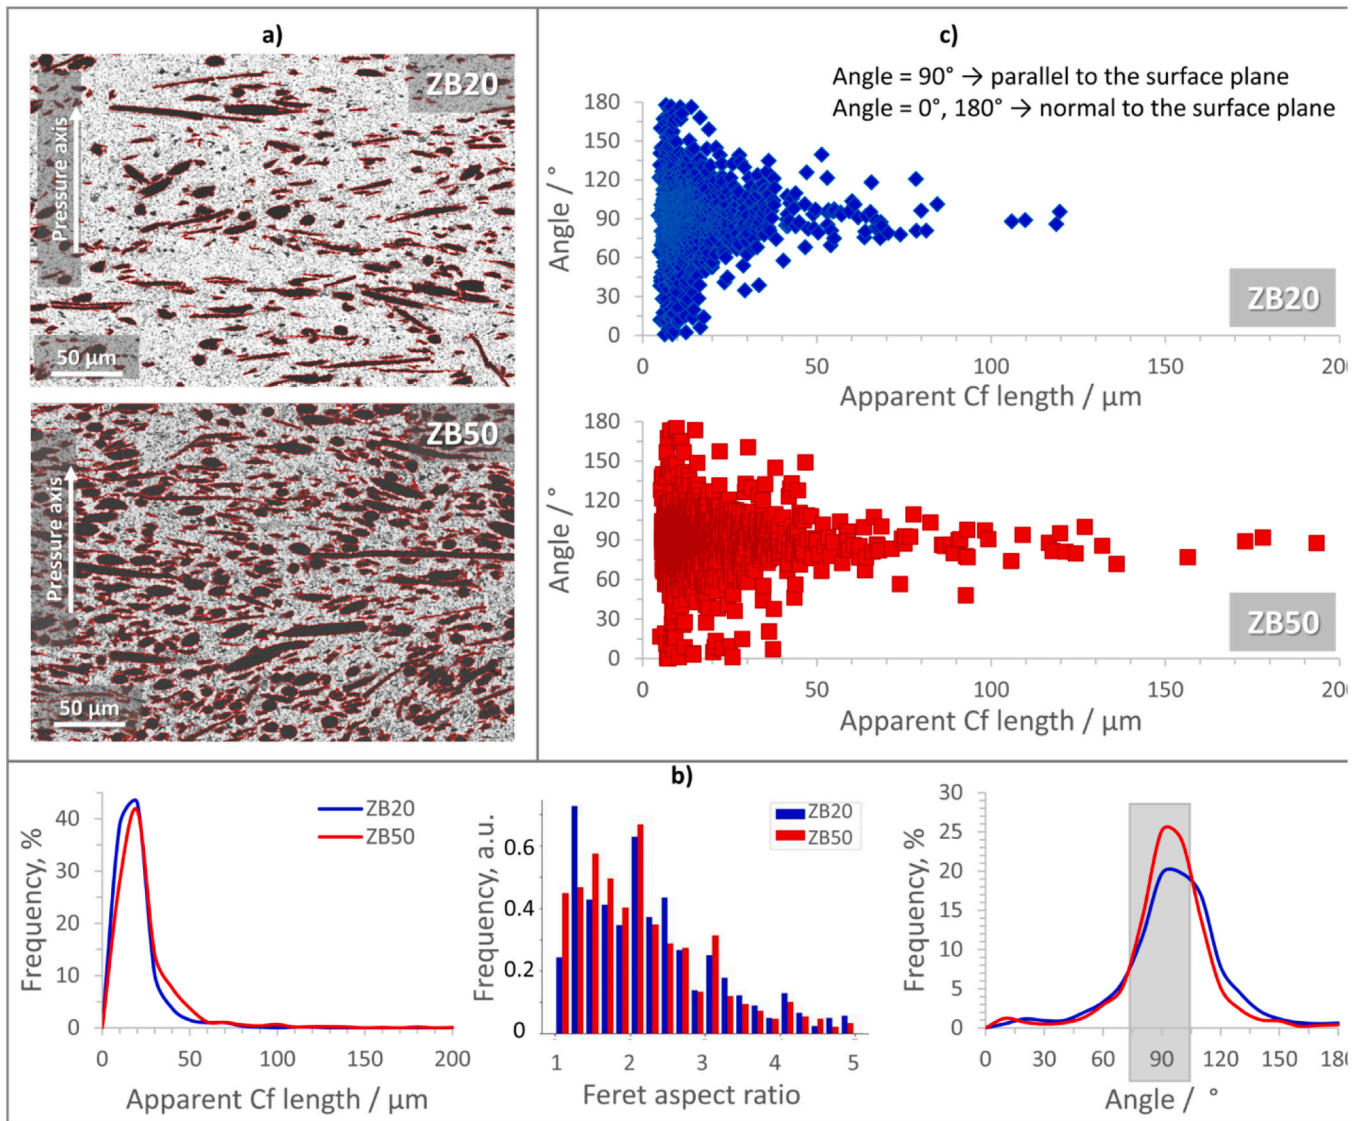 a)
ZB20
Pressure axis
50 µm
ZB50
Pressure axis
50 µm
c)
Angle = 90° → parallel to the surface plane
Angle = 0°, 180° → normal to the surface plane
180
150
120
90
60
30
0
Angle / °
ZB20
0 50 100 150 20
Apparent Cf length / µm
180
150
120
90
60
30
0
Angle / °
ZB50
0 50 100 150 20
Apparent Cf length / µm
b)
40
30
20
10
0
Frequency, %
ZB20
ZB50
0 50 100 150 200
Apparent Cf length / µm
0.6
0.4
0.2
0
Frequency, a.u.
ZB20
ZB50
1 2 3 4 5
Feret aspect ratio
30
25
20
15
10
5
0
Frequency, %
0 30 60 90 120 150 180
Angle / °